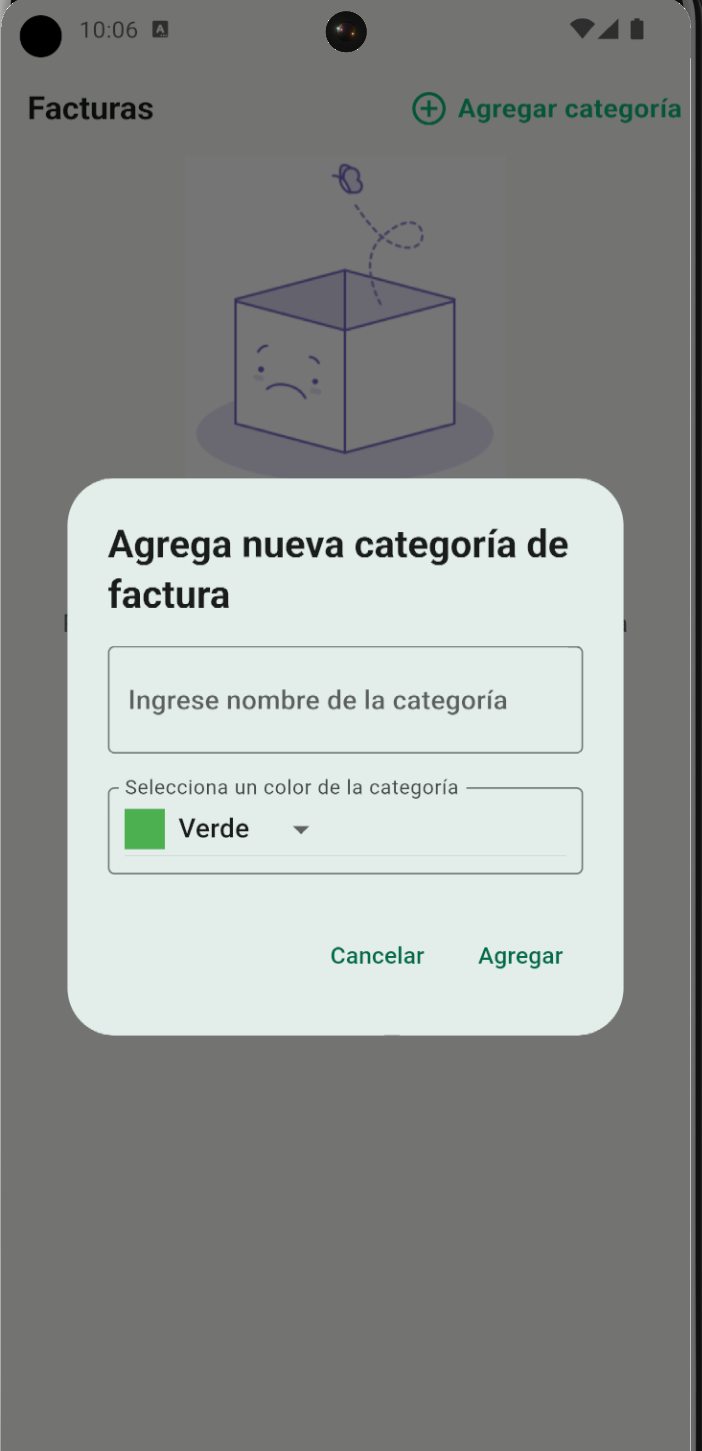 10:06
Facturas
Agregar categoría
Agrega nueva categoría de
factura
Ingrese nombre de la categoría
Selecciona un color de la categoría
Verde
Cancelar
Agregar